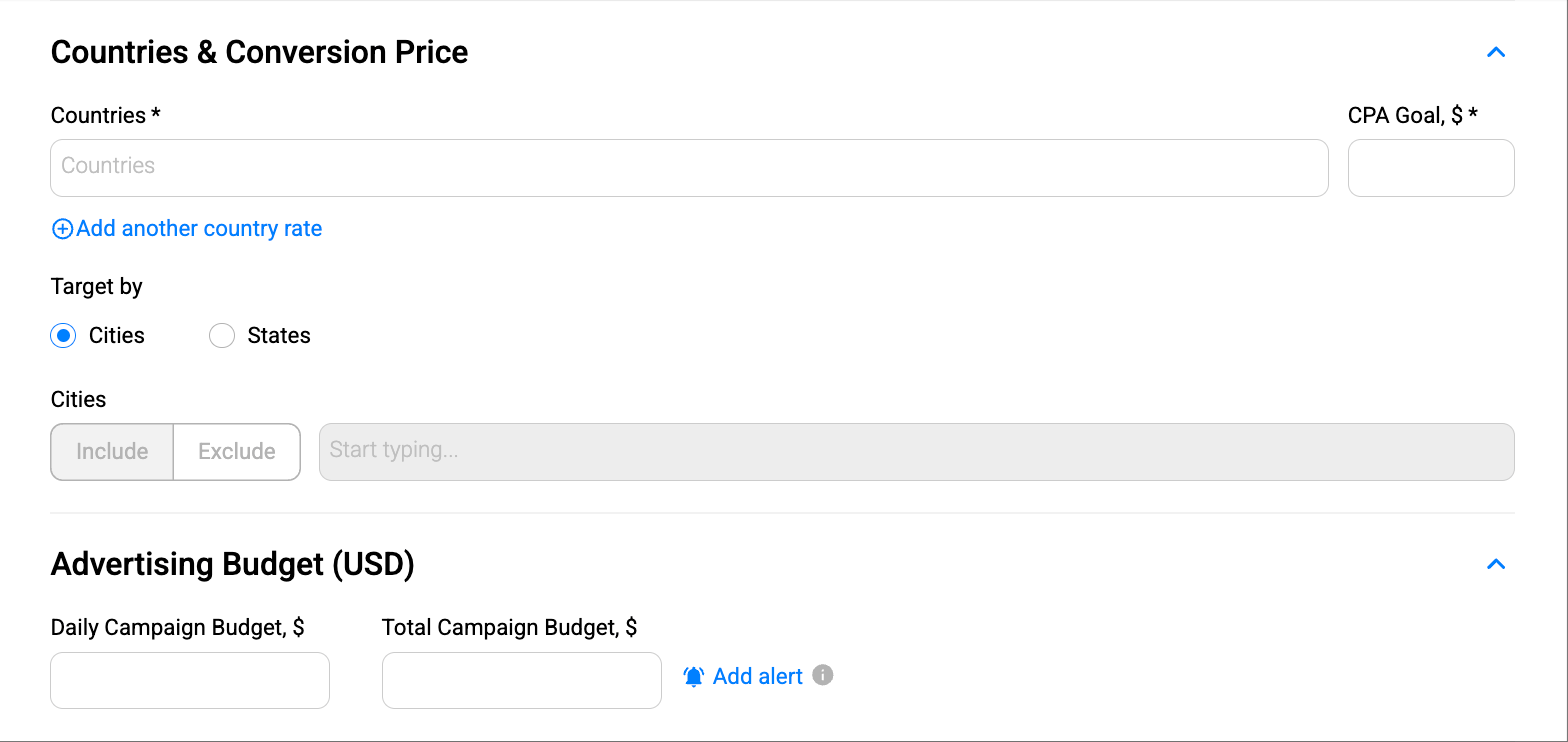 Countries & Conversion Price
Countries * CPA Goal, $ *
Countries
Add another country rate
Target by
Cities States
Cities
Include Exclude Start typing...
Advertising Budget (USD)
Daily Campaign Budget, $ Total Campaign Budget, $
Add alert